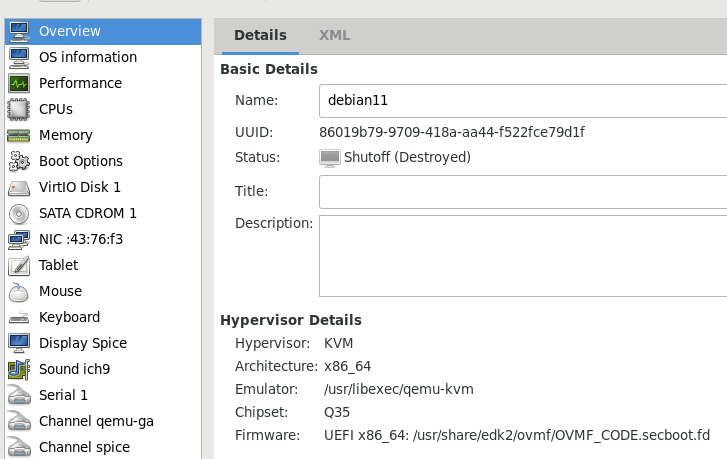 Overview
OS information
Performance
CPUs
Memory
Boot Options
VirtIO Disk 1
SATA CDROM 1
NIC :43:76:f3
Tablet
Mouse
Keyboard
Display Spice
Sound ich9
Serial 1
Channel qemu-ga
Channel spice
Details XML
Basic Details
Name: debian11
UUID: 86019b79-9709-418a-aa44-f522fce79d1f
Status: Shutoff (Destroyed)
Title:
Description:
Hypervisor Details
Hypervisor: KVM
Architecture: x86_64
Emulator: /usr/libexec/qemu-kvm
Chipset: Q35
Firmware: UEFI x86_64: /usr/share/edk2/ovmf/OVMF_CODE.secboot.fd